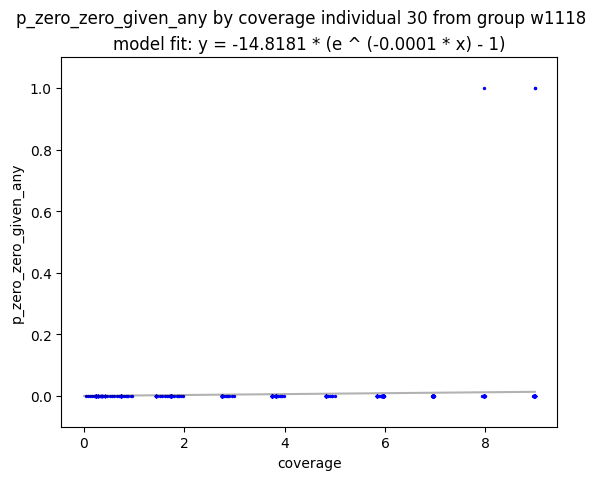 p_zero_zero_given_any by coverage individual 30 from group w1118
model fit: y = -14.8181 * (e ^ (-0.0001 * x) - 1)
1.0
0.8
0.6
0.4
0.2
0.0
p_zero_zero_given_any
0 2 4 6 8
coverage